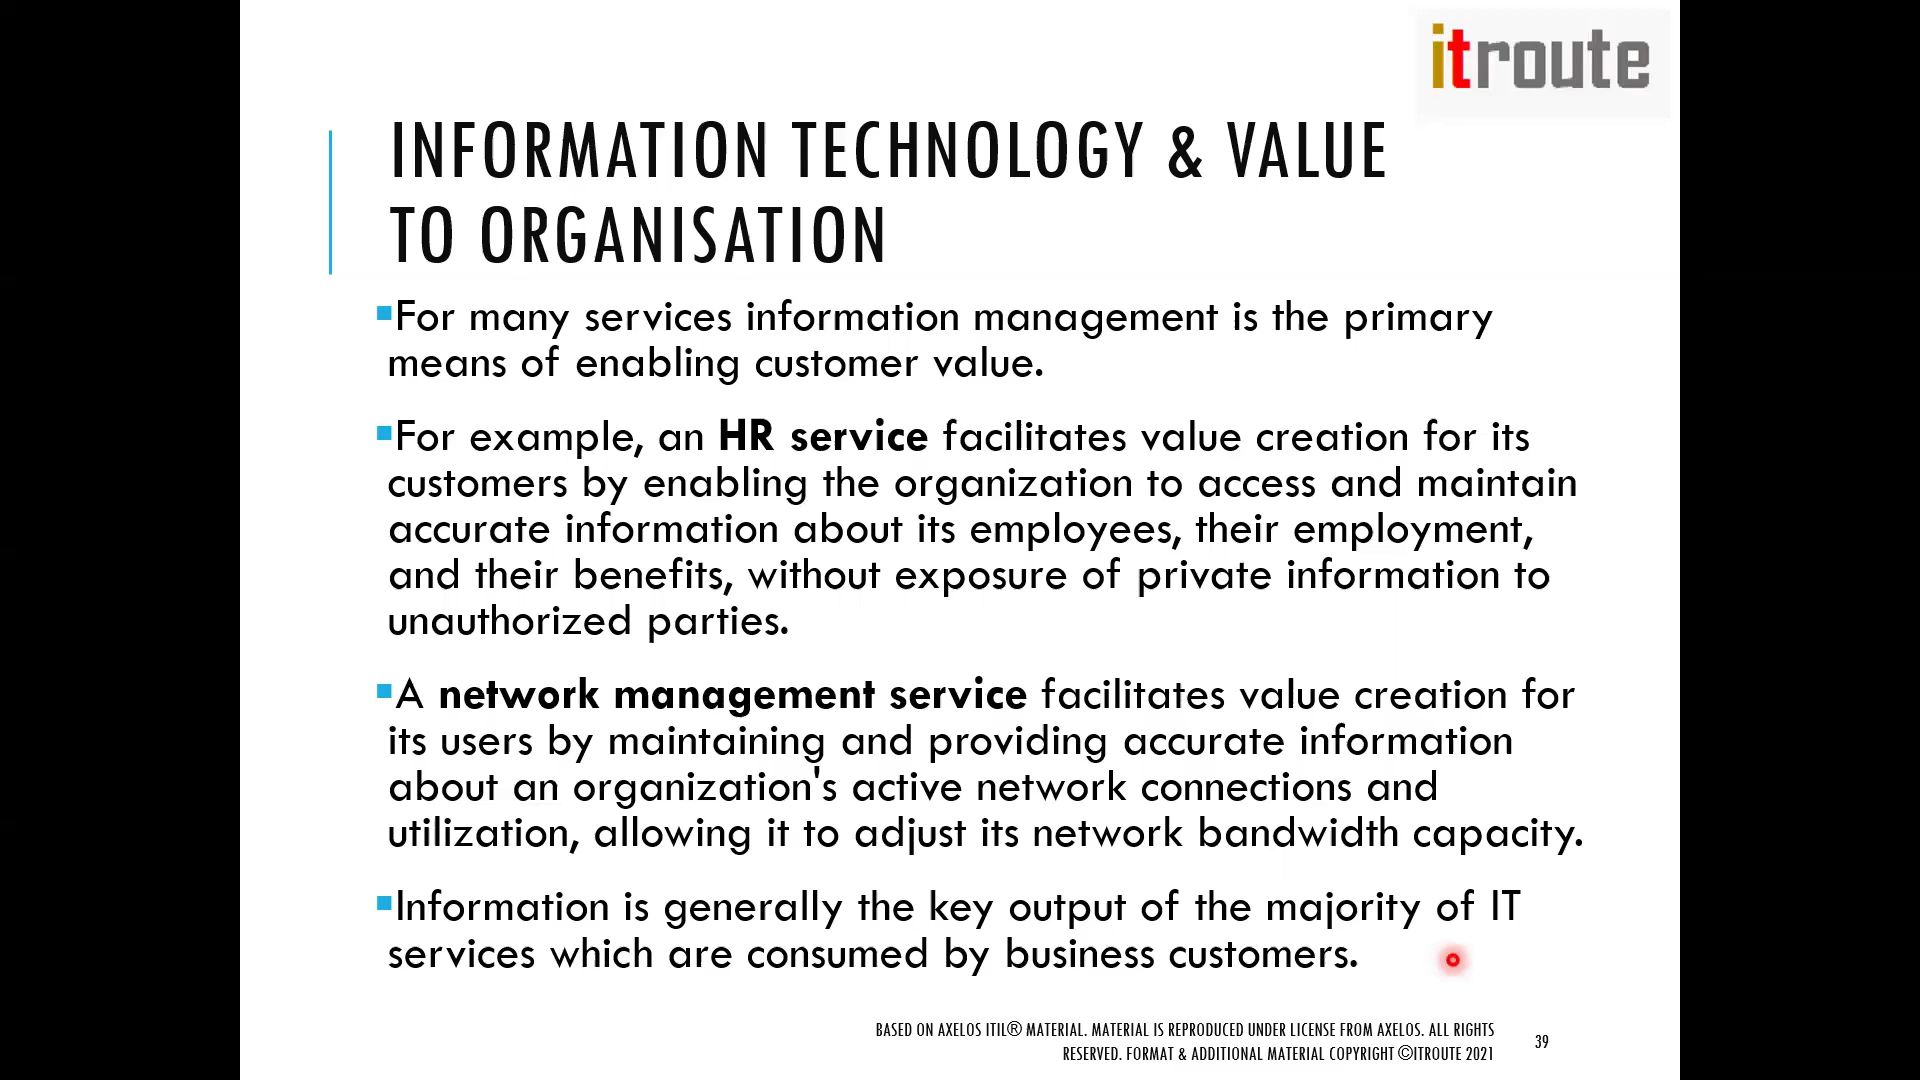 itroute
INFORMATION TECHNOLOGY & VALUE
TO ORGANISATION
For many services information management is the primary
means of enabling customer value.
For example, an HR service facilitates value creation for its
customers by enabling the organization to access and maintain
accurate information about its employees, their employment,
and their benefits, without exposure of private information to
unauthorized parties.
A network management service facilitates value creation for
its users by maintaining and providing accurate information
about an organization's active network connections and
utilization, allowing it to adjust its network bandwidth capacity.
Information is generally the key output of the majority of IT
services which are consumed by business customers.
BASED ON AXELOS ITIL® MATERIAL. MATERIAL IS REPRODUCED UNDER LICENSE FROM AXELOS. ALL RIGHTS
RESERVED. FORMAT & ADDITIONAL MATERIAL COPYRIGHT ©ITROUTE 2021
39